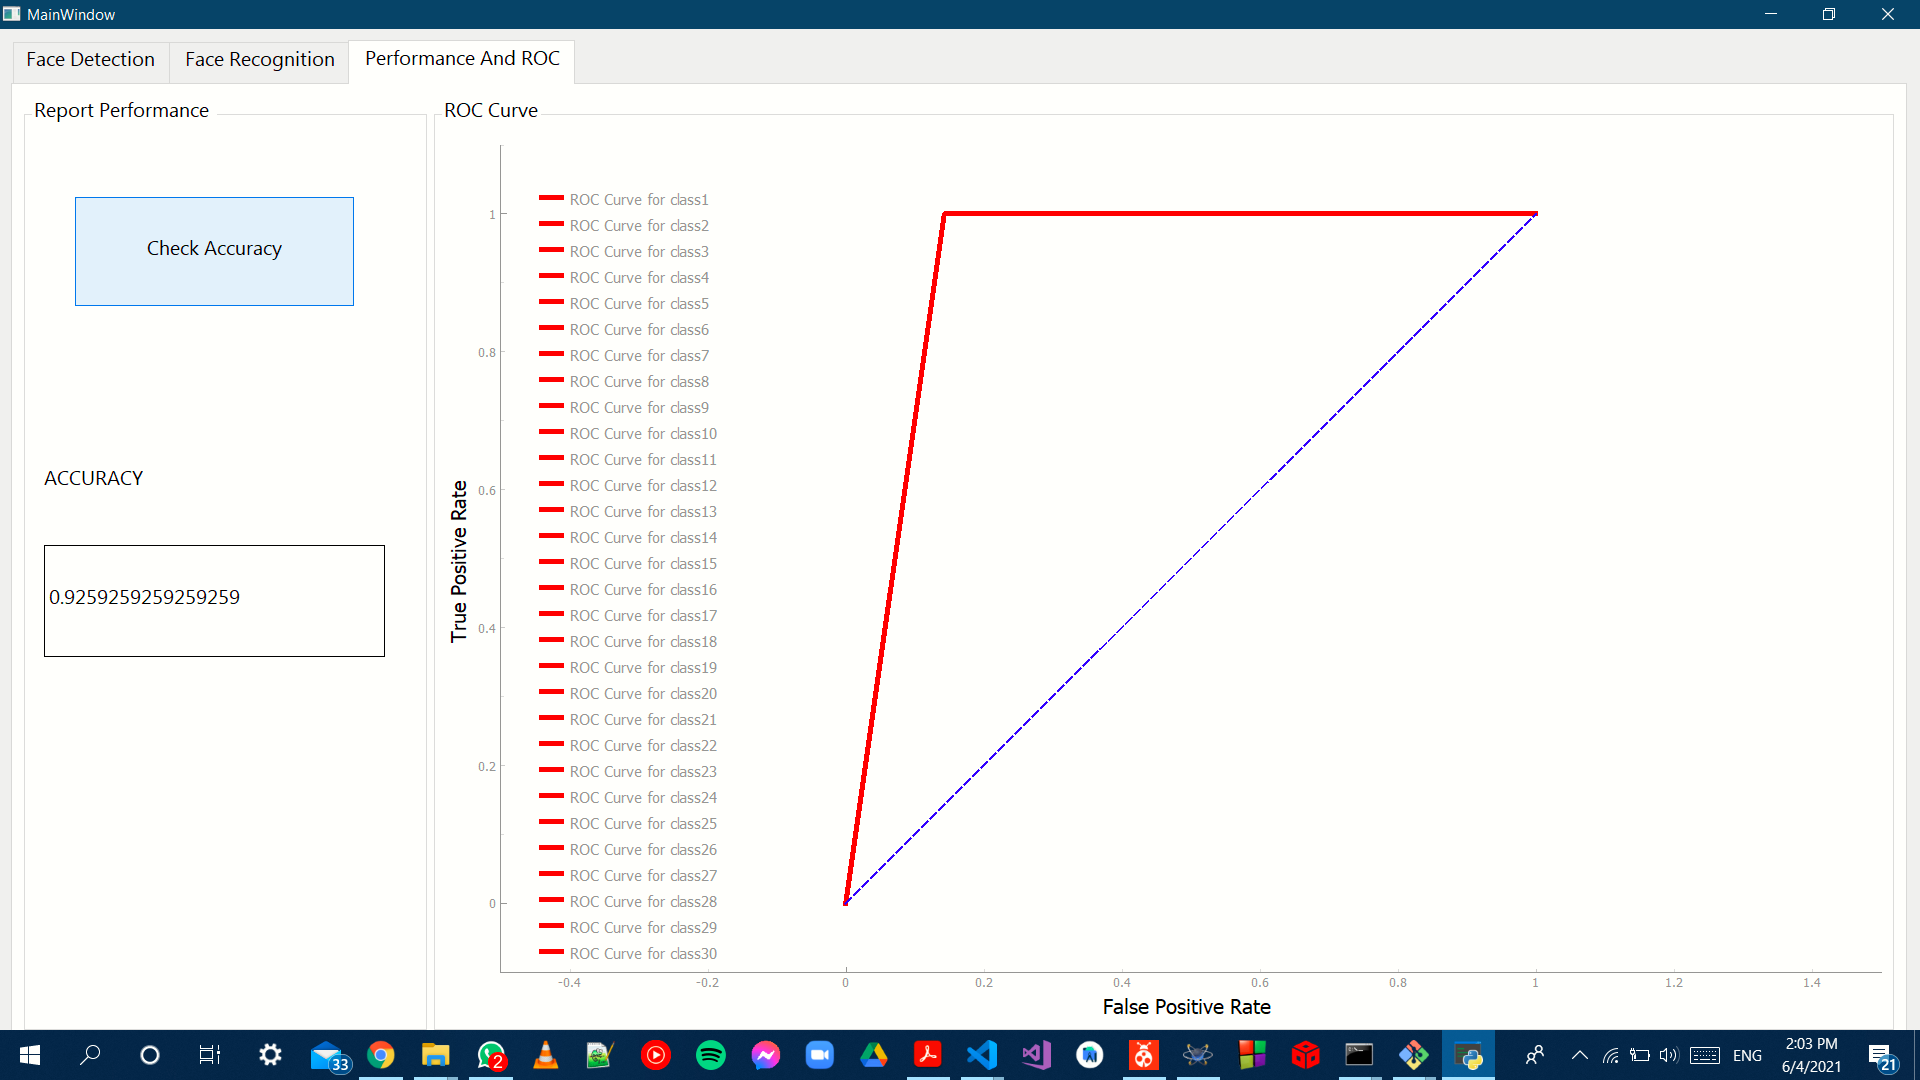 MainWindow
Face Detection
Face Recognition
Performance And ROC
Report Performance
Check Accuracy
ACCURACY
0.9259259259259259
ROC Curve
ROC Curve for class1
ROC Curve for class2
ROC Curve for class3
ROC Curve for class4
ROC Curve for class5
ROC Curve for class6
ROC Curve for class7
ROC Curve for class8
ROC Curve for class9
ROC Curve for class10
ROC Curve for class11
ROC Curve for class12
ROC Curve for class13
ROC Curve for class14
ROC Curve for class15
ROC Curve for class16
ROC Curve for class17
ROC Curve for class18
ROC Curve for class19
ROC Curve for class20
ROC Curve for class21
ROC Curve for class22
ROC Curve for class23
ROC Curve for class24
ROC Curve for class25
ROC Curve for class26
ROC Curve for class27
ROC Curve for class28
ROC Curve for class29
ROC Curve for class30
True Positive Rate
1
0.8
0.6
0.4
0.2
0
-0.4
-0.2
0
0.2
0.4
0.6
0.8
1
1.2
1.4
False Positive Rate
33
2
ENG
2:03 PM
6/4/2021
21